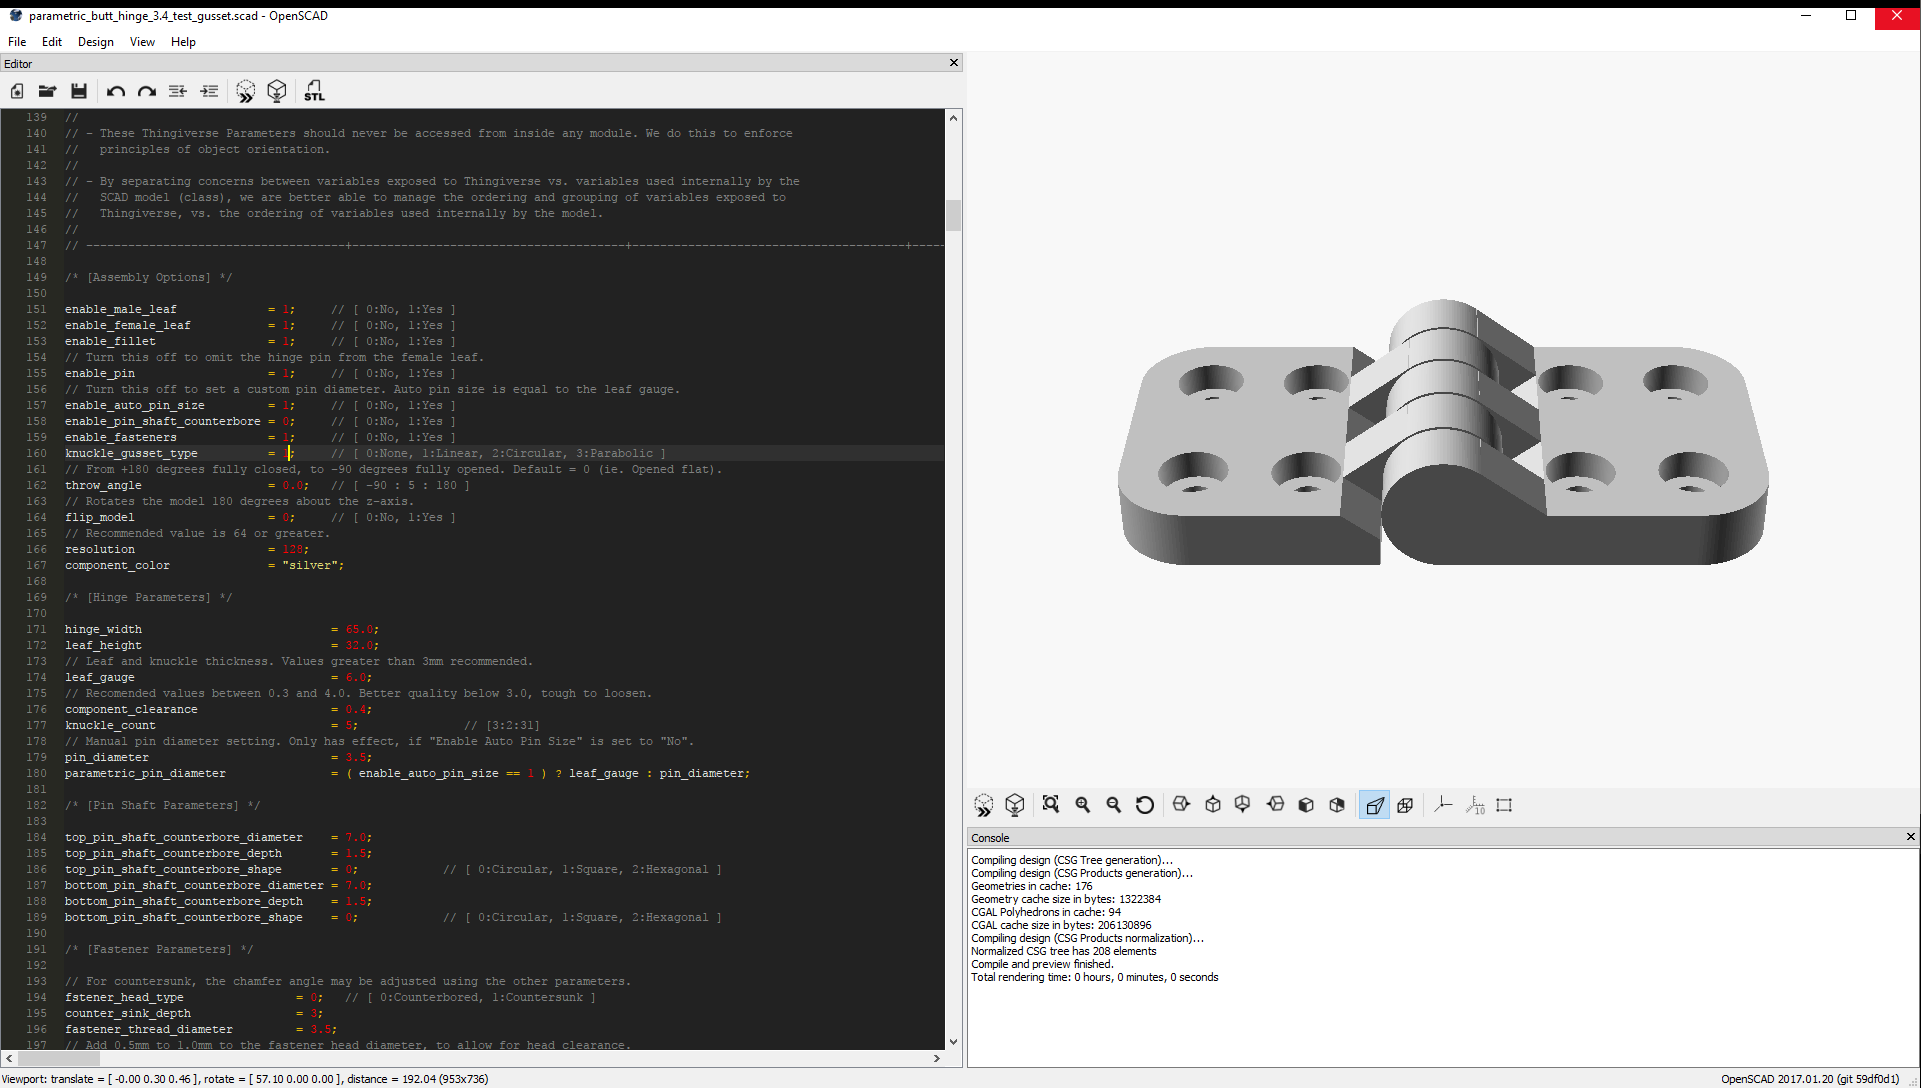 parametric_butt_hinge_3.4_test_gusset.scad - OpenSCAD
File Edit Design View Help
Editor
STL
139 //
140 // - These Thingiverse Parameters should never be accessed from inside any module. We do this to enforce
141 //   principles of object orientation.
142 //
143 // - By separating concerns between variables exposed to Thingiverse vs. variables used internally by the
144 //   SCAD model (class), we are better able to manage the ordering and grouping of variables exposed to
145 //   Thingiverse, vs. the ordering of variables used internally by the model.
146 //
147 // -------------------------------------+---------------------------------------+---------------------------------------+----
148
149 /* [Assembly Options] */
150
151 enable_male_leaf = 1; // [ 0:No, 1:Yes ]
152 enable_female_leaf = 1; // [ 0:No, 1:Yes ]
153 enable_fillet = 1; // [ 0:No, 1:Yes ]
154 // Turn this off to omit the hinge pin from the female leaf.
155 enable_pin = 1; // [ 0:No, 1:Yes ]
156 // Turn this off to set a custom pin diameter. Auto pin size is equal to the leaf gauge.
157 enable_auto_pin_size = 1; // [ 0:No, 1:Yes ]
158 enable_pin_shaft_counterbore = 0; // [ 0:No, 1:Yes ]
159 enable_fasteners = 1; // [ 0:No, 1:Yes ]
160 knuckle_gusset_type = 1; // [ 0:None, 1:Linear, 2:Circular, 3:Parabolic ]
161 // From +180 degrees fully closed, to -90 degrees fully opened. Default = 0 (ie. Opened flat).
162 throw_angle = 0.0; // [ -90 : 5 : 180 ]
163 // Rotates the model 180 degrees about the z-axis.
164 flip_model = 0; // [ 0:No, 1:Yes ]
165 // Recommended value is 64 or greater.
166 resolution = 128;
167 component_color = "silver";
168
169 /* [Hinge Parameters] */
170
171 hinge_width = 65.0;
172 leaf_height = 32.0;
173 // Leaf and knuckle thickness. Values greater than 3mm recommended.
174 leaf_gauge = 6.0;
175 // Recomended values between 0.3 and 4.0. Better quality below 3.0, tough to loosen.
176 component_clearance = 0.4;
177 knuckle_count = 5; // [3:2:31]
178 // Manual pin diameter setting. Only has effect, if "Enable Auto Pin Size" is set to "No".
179 pin_diameter = 3.5;
180 parametric_pin_diameter = ( enable_auto_pin_size == 1 ) ? leaf_gauge : pin_diameter;
181
182 /* [Pin Shaft Parameters] */
183
184 top_pin_shaft_counterbore_diameter = 7.0;
185 top_pin_shaft_counterbore_depth = 1.5;
186 top_pin_shaft_counterbore_shape = 0; // [ 0:Circular, 1:Square, 2:Hexagonal ]
187 bottom_pin_shaft_counterbore_diameter = 7.0;
188 bottom_pin_shaft_counterbore_depth = 1.5;
189 bottom_pin_shaft_counterbore_shape = 0; // [ 0:Circular, 1:Square, 2:Hexagonal ]
190
191 /* [Fastener Parameters] */
192
193 // For countersunk, the chamfer angle may be adjusted using the other parameters.
194 fstener_head_type = 0; // [ 0:Counterbored, 1:Countersunk ]
195 counter_sink_depth = 3;
196 fastener_thread_diameter = 3.5;
197 // Add 0.5mm to 1.0mm to the fastener head diameter, to allow for head clearance.
10
Console
Compiling design (CSG Tree generation)...
Compiling design (CSG Products generation)...
Geometries in cache: 176
Geometry cache size in bytes: 1322384
CGAL Polyhedrons in cache: 94
CGAL cache size in bytes: 206130896
Compiling design (CSG Products normalization)...
Normalized CSG tree has 208 elements
Compile and preview finished.
Total rendering time: 0 hours, 0 minutes, 0 seconds
Viewport: translate = [ -0.00 0.30 0.46 ], rotate = [ 57.10 0.00 0.00 ], distance = 192.04 (953x736)
OpenSCAD 2017.01.20 (git 59df0d1)